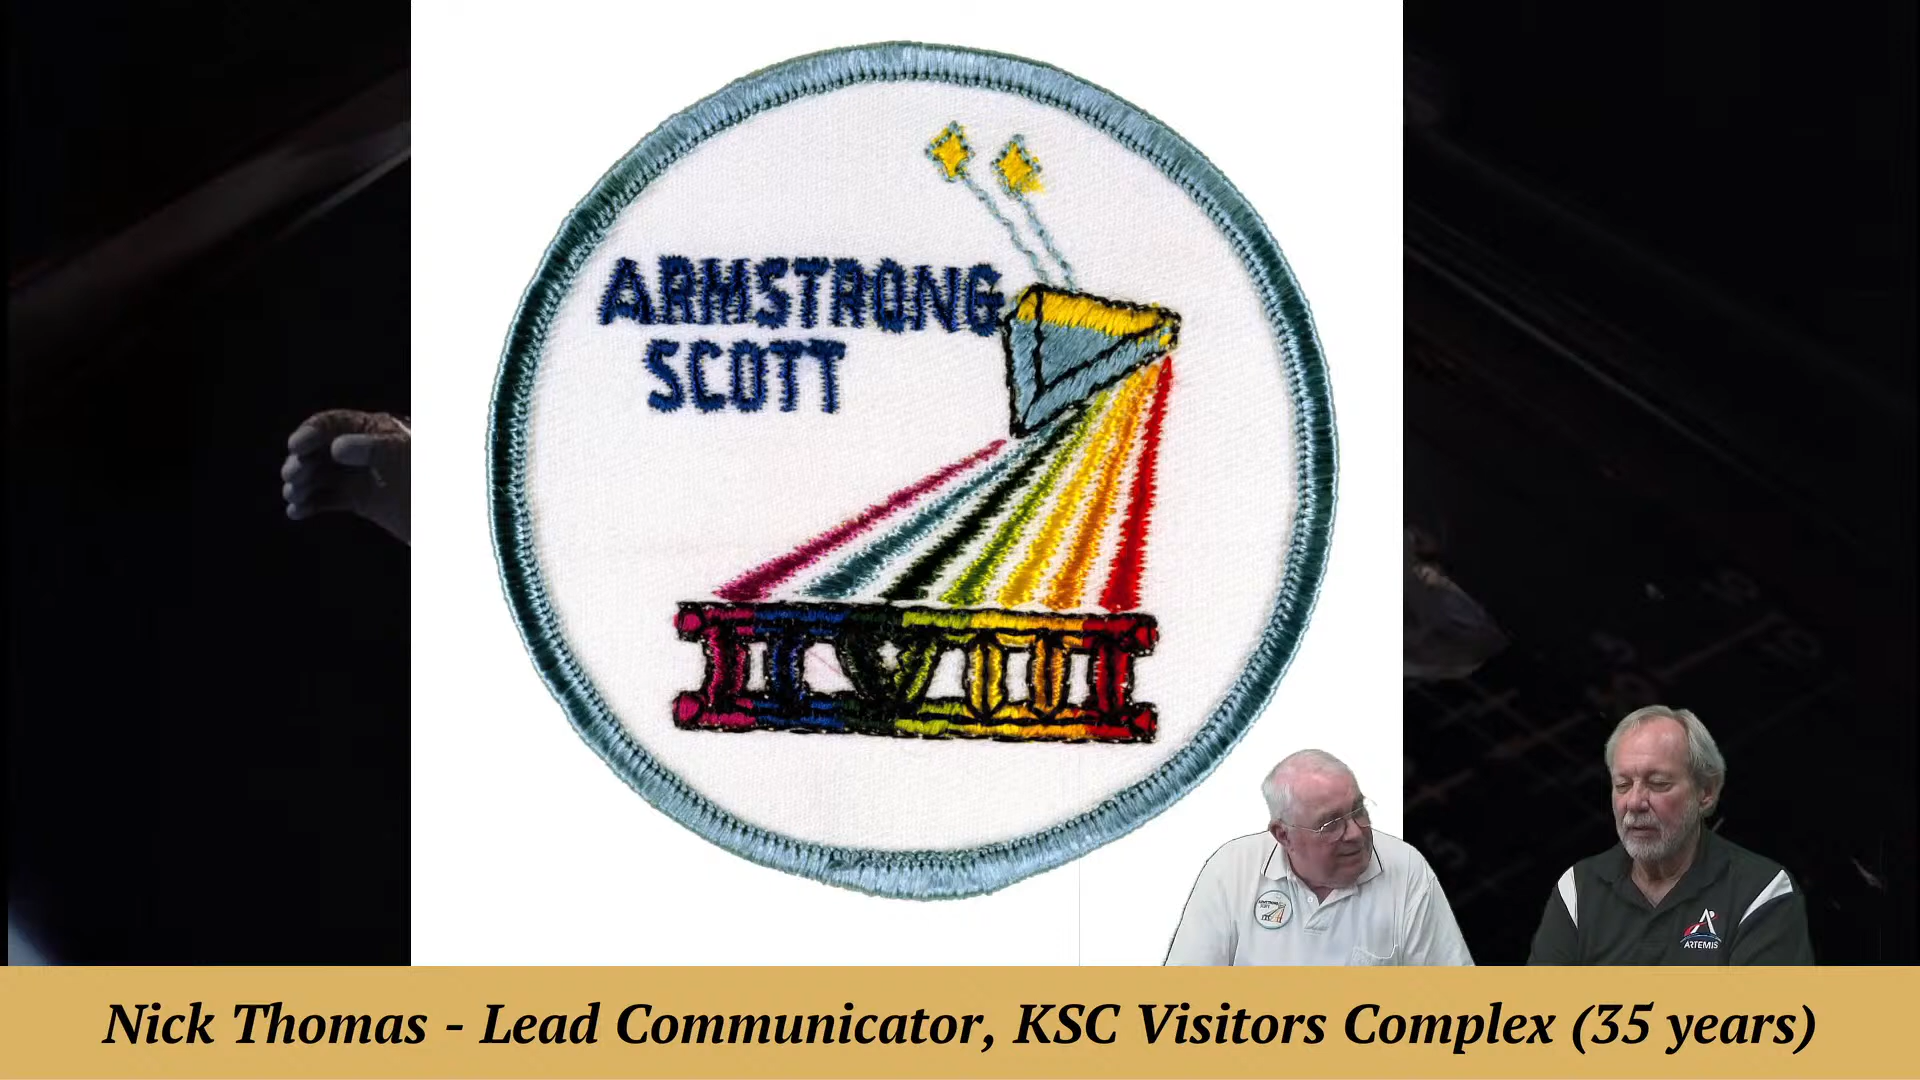 ARMSTRONG
SCOTT
VIII
ARTEMIS
Nick Thomas - Lead Communicator, KSC Visitors Complex (35 years)